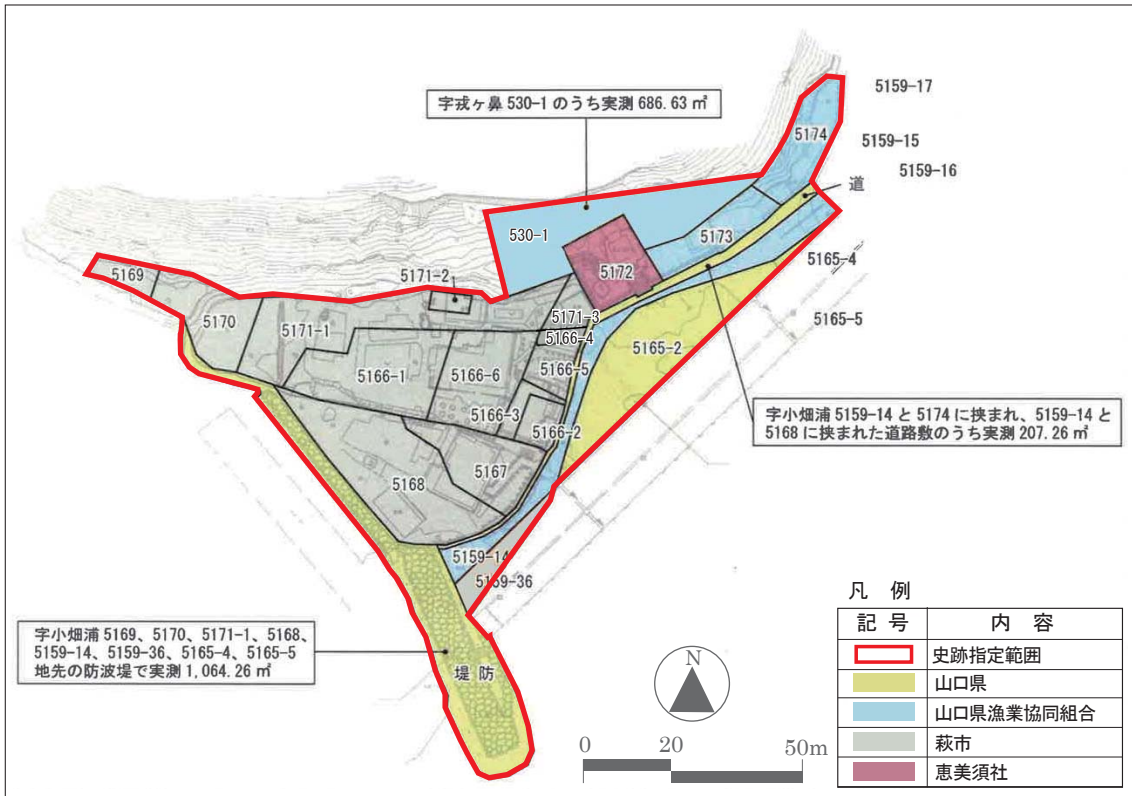 5159-17
字戎ヶ鼻 530-1 のうち実測 686.63 ㎡
5174
5159-15
5159-16
道
530-1
5173
5172
5165-4
5169
5171-2
5170
5171-1
5171-3
5166-4
5165-5
5165-2
5166-1
5166-6
5166-5
5166-3
5166-2
字小畑浦 5159-14 と 5174 に挟まれ、5159-14 と
5168 に挟まれた道路敷のうち実測 207.26 ㎡
5167
5168
5159-14
5159-36
字小畑浦 5169、5170、5171-1、5168、
5159-14、5159-36、5165-4、5165-5
地先の防波堤で実測 1,064.26 ㎡
堤防
N
0 20 50m
凡 例
記 号 内 容
史跡指定範囲
山口県
山口県漁業協同組合
萩市
恵美須社